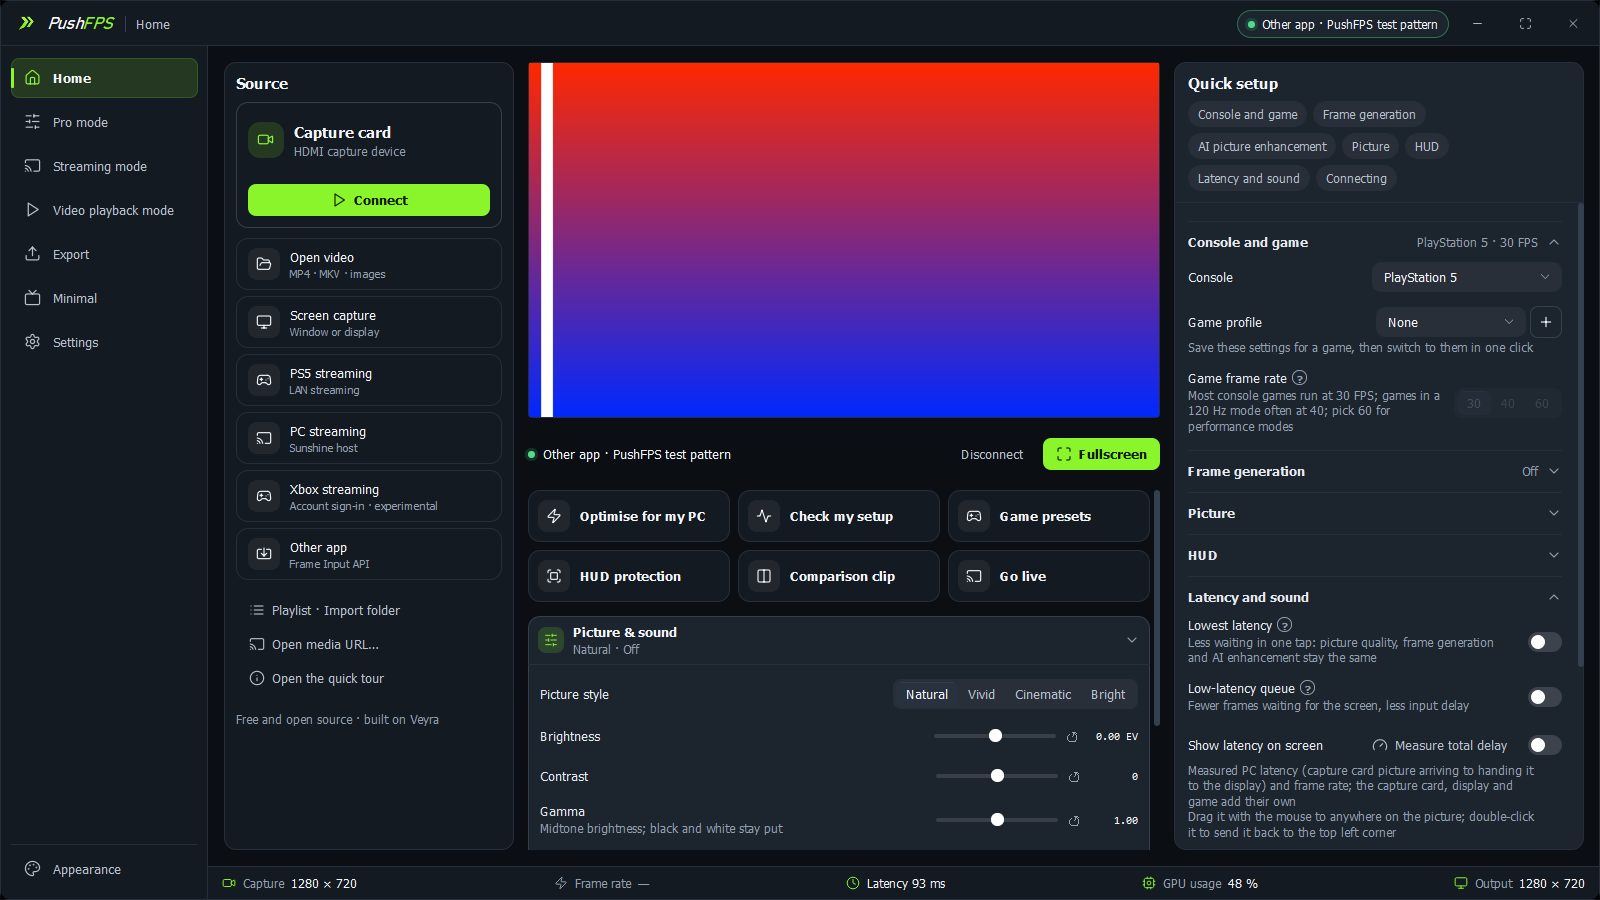 PushFPS
Home
Other app · PushFPS test pattern
Home
Pro mode
Streaming mode
Video playback mode
Export
Minimal
Settings
Appearance
Source
Capture card
HDMI capture device
Connect
Open video
MP4 · MKV · images
Screen capture
Window or display
PS5 streaming
LAN streaming
PC streaming
Sunshine host
Xbox streaming
Account sign-in · experimental
Other app
Frame Input API
Playlist · Import folder
Open media URL...
Open the quick tour
Free and open source · built on Veyra
Other app · PushFPS test pattern
Disconnect
Fullscreen
Optimise for my PC
Check my setup
Game presets
HUD protection
Comparison clip
Go live
Picture & sound
Natural · Off
Picture style
Natural Vivid Cinematic Bright
Brightness
0.00 EV
Contrast
0
Gamma
Midtone brightness; black and white stay put
1.00
Quick setup
Console and game
Frame generation
AI picture enhancement
Picture
HUD
Latency and sound
Connecting
Console and game
PlayStation 5 · 30 FPS
Console
PlayStation 5
Game profile
None
Save these settings for a game, then switch to them in one click
Game frame rate
Most console games run at 30 FPS; games in a
120 Hz mode often at 40; pick 60 for
performance modes
30 40 60
Frame generation
Off
Picture
HUD
Latency and sound
Lowest latency
Less waiting in one tap: picture quality, frame generation
and AI enhancement stay the same
Low-latency queue
Fewer frames waiting for the screen, less input delay
Show latency on screen
Measure total delay
Measured PC latency (capture card picture arriving to handing it
to the display) and frame rate; the capture card, display and
game add their own
Drag it with the mouse to anywhere on the picture; double-click
it to send it back to the top left corner
Capture 1280 × 720
Frame rate —
Latency 93 ms
GPU usage 48 %
Output 1280 × 720